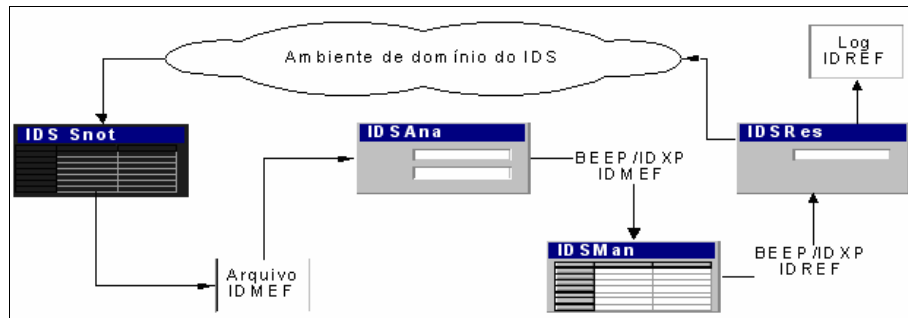 Ambiente de domínio do IDS
Log
IDREF
IDS Snot
IDSAna
IDSRes
BEEP/IDXP
IDMEF
Arquivo
IDMEF
IDSMan
BEEP/IDXP
IDREF